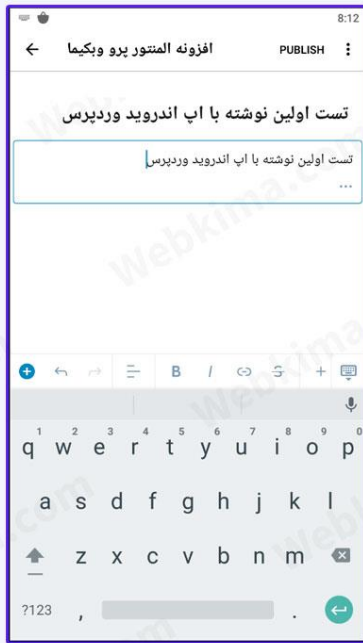 8:12
افزونه المنتور پرو وبکیما
PUBLISH
تست اولین نوشته با اپ اندروید وردپرس
تست اولین نوشته با اپ اندروید وردپرس
...
B I S +
1 2 3 4 5 6 7 8 9 0
q w e r t y u i o p
a s d f g h j k l
z x c v b n m
?123 , .
Webkima.com